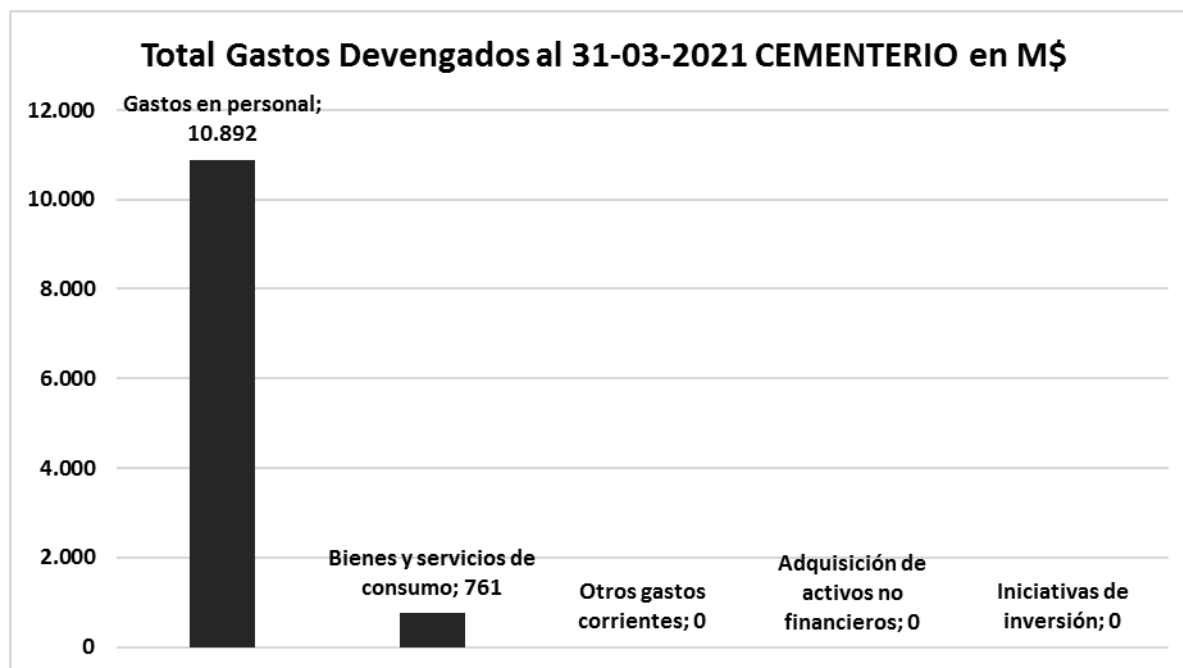 Total Gastos Devengados al 31-03-2021 CEMENTERIO en M$
12.000
10.000
8.000
6.000
4.000
2.000
0
Gastos en personal;
10.892
Bienes y servicios de
consumo; 761
Otros gastos
corrientes; 0
Adquisición de
activos no
financieros; 0
Iniciativas de
inversión; 0